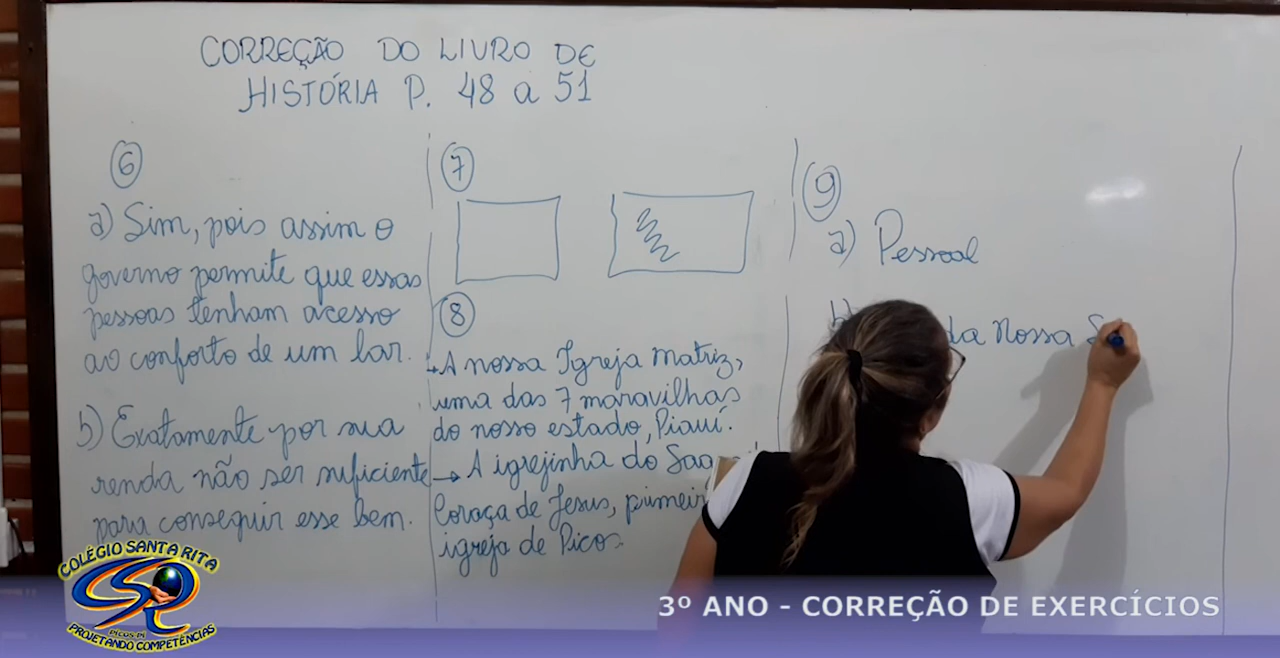 CORREÇÃO DO LIVRO DE
HISTÓRIA P. 48 a 51
6
a) Sim, pois assim o
governo permite que essas
pessoas tenham acesso
ao conforto de um lar.
b) Exatamente por sua
renda não ser suficiente
para conseguir esse bem.
7
8
↳ A nossa Igreja Matriz,
uma das 7 maravilhas
do nosso estado, Piauí.
→ A igrejinha do
Coraça de Jesus,
igreja de Picos.
9
a) Pessoal
b)
da Nossa
COLÉGIO SANTA RITA
PICOS-PI
PROJETANDO COMPETÊNCIAS
3º ANO - CORREÇÃO DE EXERCÍCIOS